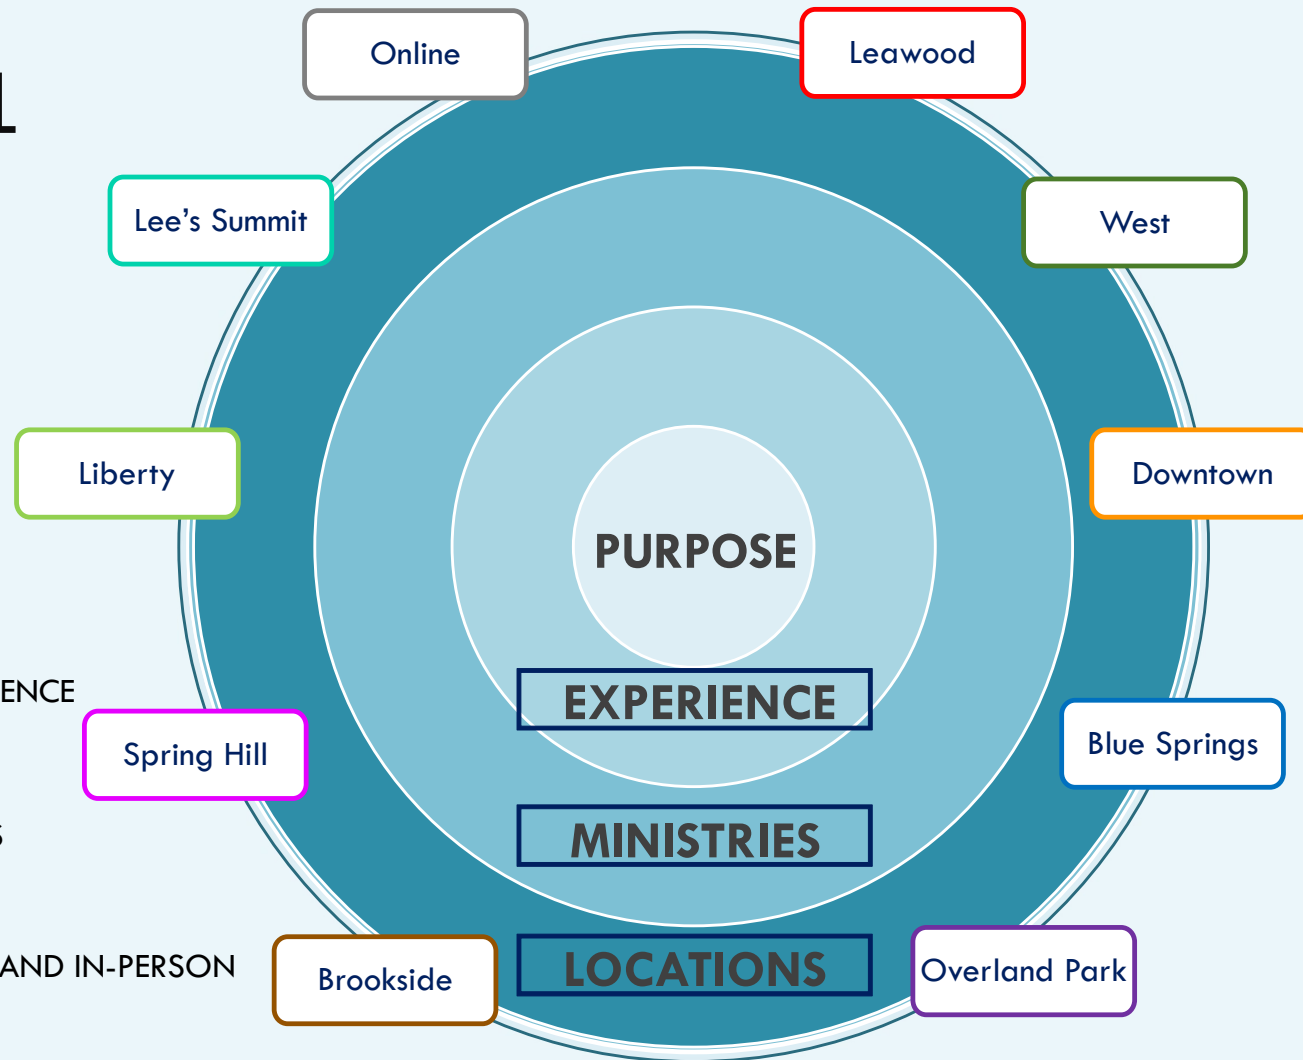 Online
Leawood
Lee’s Summit
West
Liberty
Downtown
PURPOSE
ENCE
EXPERIENCE
Spring Hill
Blue Springs
MINISTRIES
S
AND IN-PERSON
Brookside
LOCATIONS
Overland Park